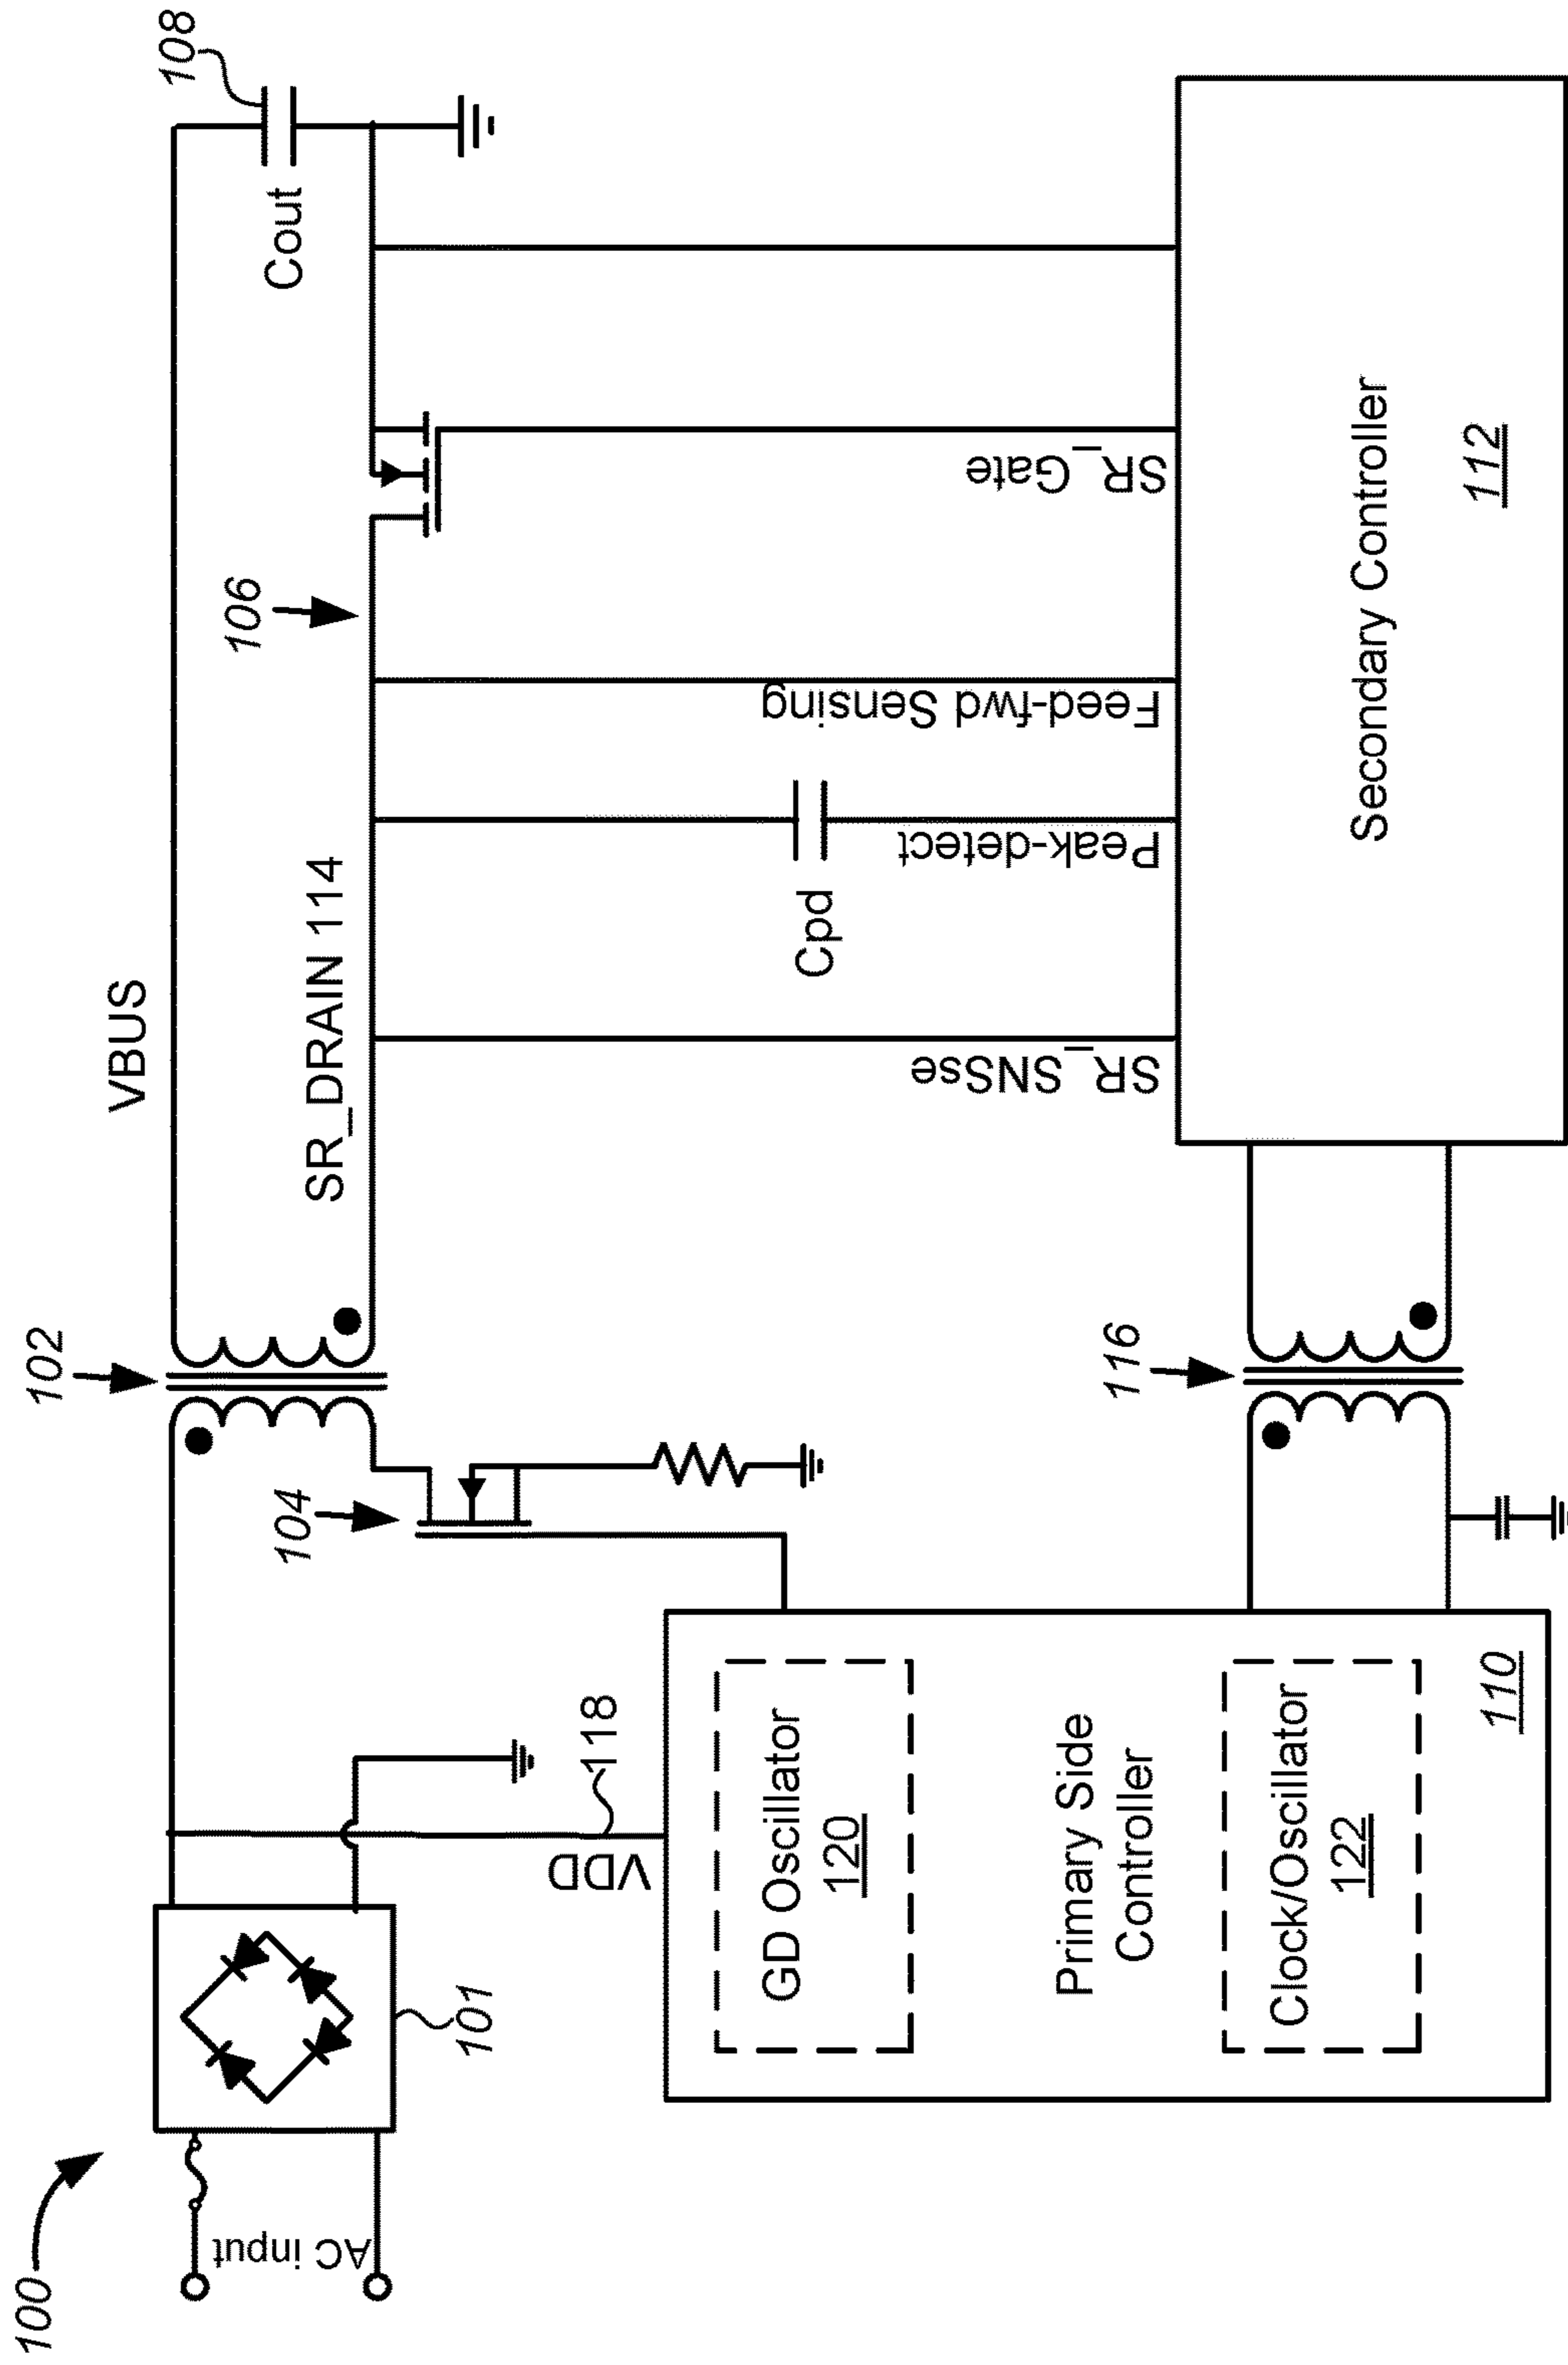 100
AC input
101
102
VBUS
108
Cout
SR_DRAIN 114
106
104
VDD
118
SR_SNSse
Cpd
Peak-detect
Feed-fwd Sensing
SR_Gate
GD Oscillator
120
Primary Side
Controller
Clock/Oscillator
122
110
116
Secondary Controller
112